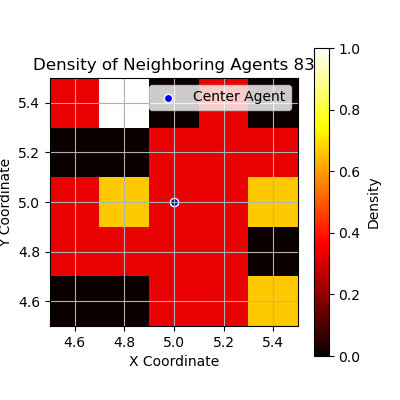 Density of Neighboring Agents 83
Center Agent
5.4
5.2
5.0
4.8
4.6
Y Coordinate
4.6 4.8 5.0 5.2 5.4
X Coordinate
1.0
0.8
0.6
0.4
0.2
0.0
Density